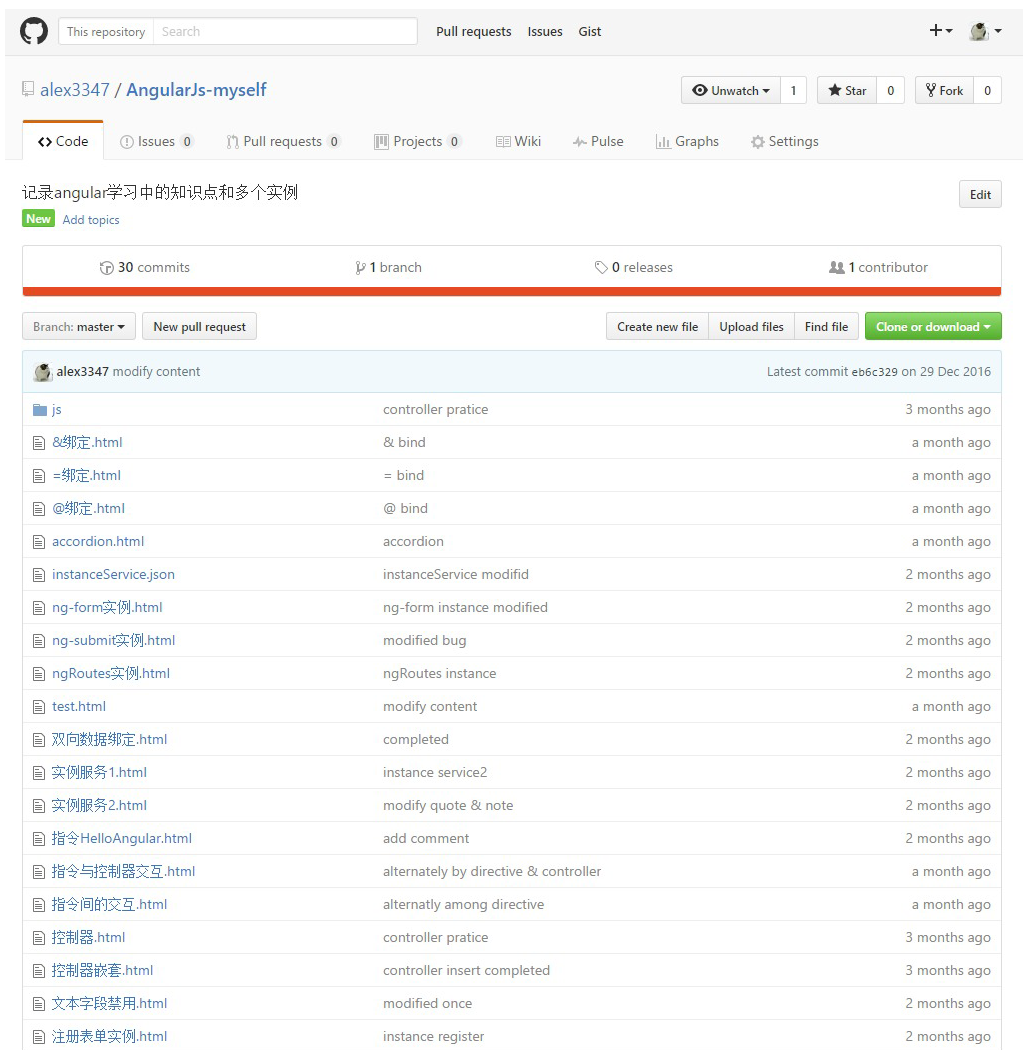 This repository Search Pull requests Issues Gist
alex3347 / AngularJs-myself Unwatch 1 Star 0 Fork 0
Code Issues 0 Pull requests 0 Projects 0 Wiki Pulse Graphs Settings
记录angular学习中的知识点和多个实例 Edit
New Add topics
30 commits 1 branch 0 releases 1 contributor
Branch: master New pull request Create new file Upload files Find file Clone or download
alex3347 modify content Latest commit eb6c329 on 29 Dec 2016
js controller pratice 3 months ago
&绑定.html & bind a month ago
=绑定.html = bind a month ago
@绑定.html @ bind a month ago
accordion.html accordion a month ago
instanceService.json instanceService modifid 2 months ago
ng-form实例.html ng-form instance modified 2 months ago
ng-submit实例.html modified bug 2 months ago
ngRoutes实例.html ngRoutes instance 2 months ago
test.html modify content a month ago
双向数据绑定.html completed 2 months ago
实例服务1.html instance service2 2 months ago
实例服务2.html modify quote & note 2 months ago
指令HelloAngular.html add comment 2 months ago
指令与控制器交互.html alternately by directive & controller a month ago
指令间的交互.html alternatly among directive a month ago
控制器.html controller pratice 3 months ago
控制器嵌套.html controller insert completed 3 months ago
文本字段禁用.html modified once 2 months ago
注册表单实例.html instance register 2 months ago